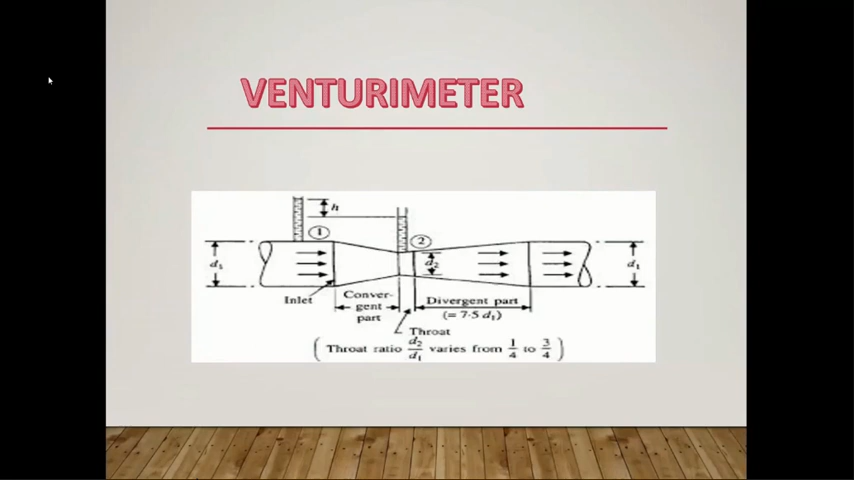 VENTURIMETER
h
1
2
d₁
d₂
d₁
Inlet
Conver-
gent
part
Divergent part
(= 7·5 d₁)
Throat
( Throat ratio d₂/d₁ varies from 1/4 to 3/4 )